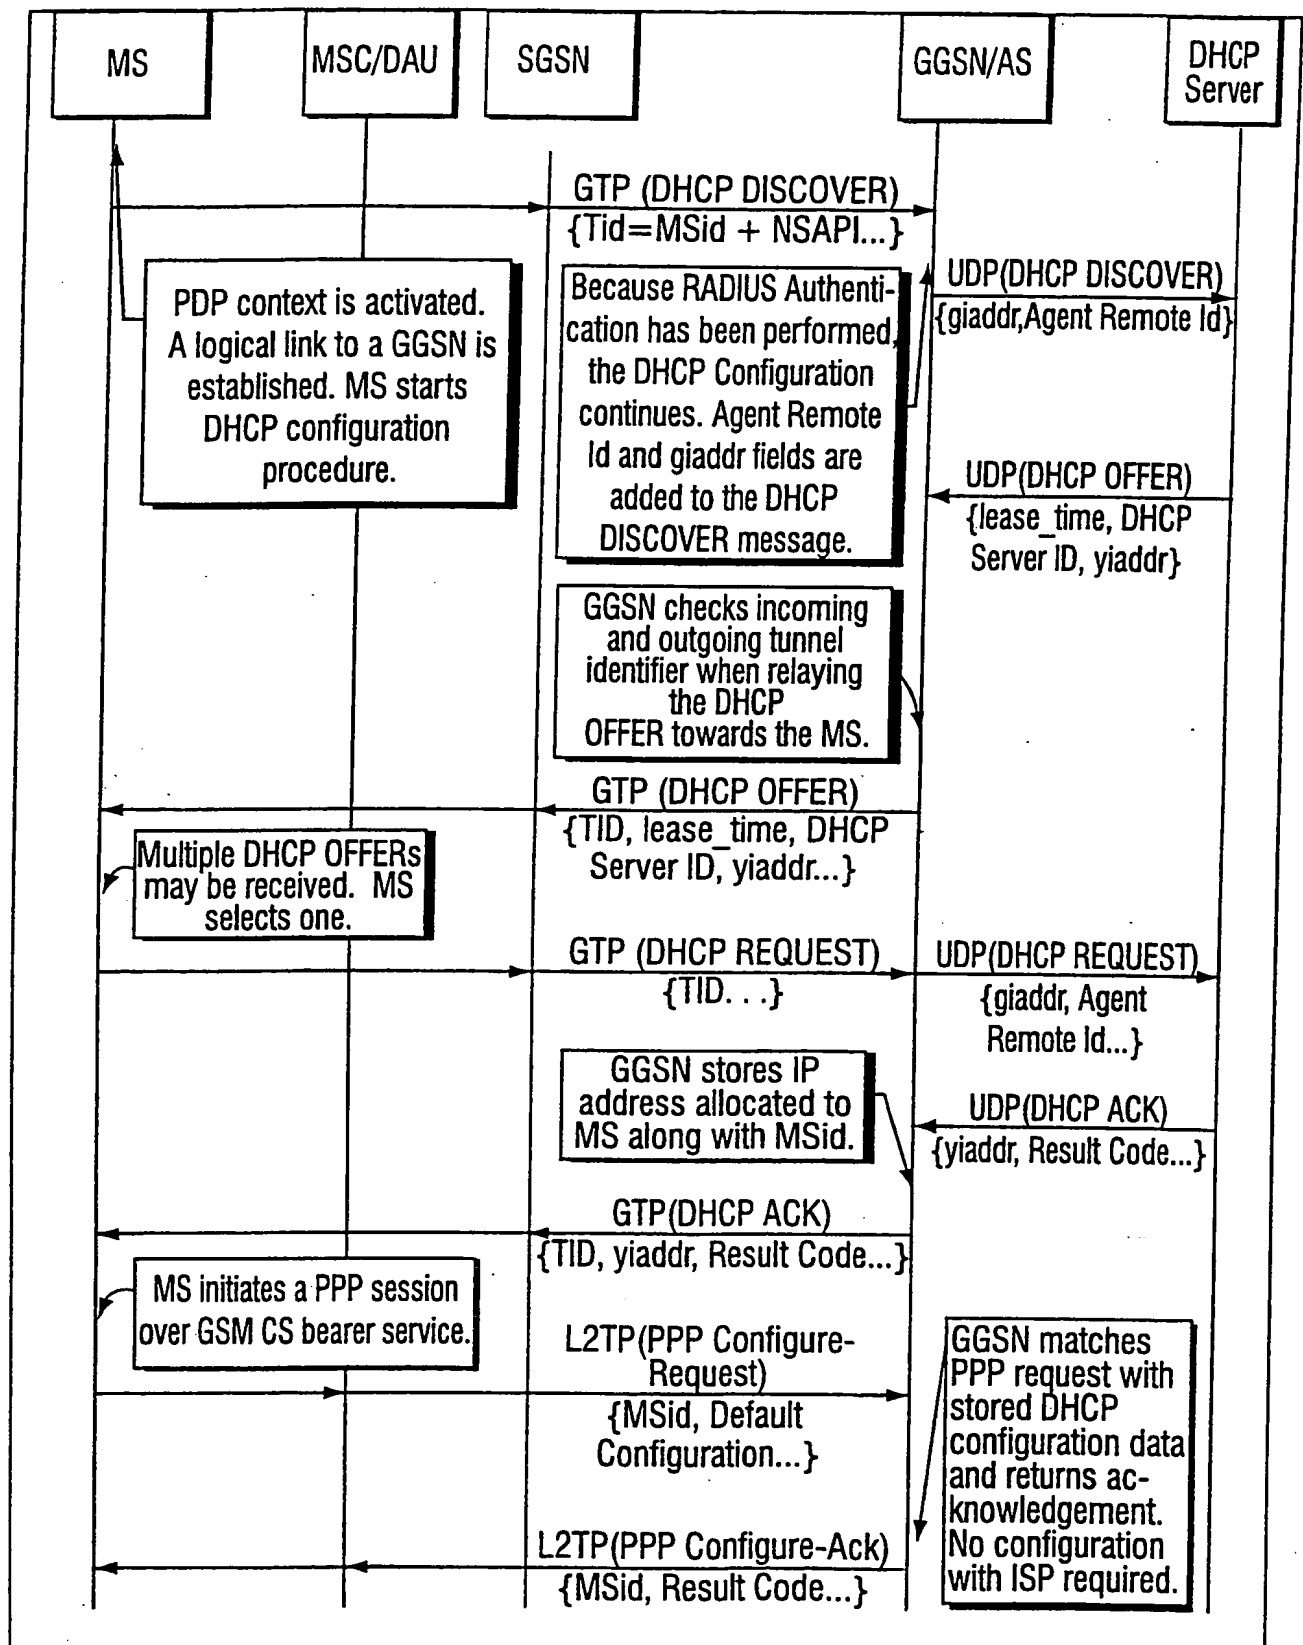 MS
MSC/DAU
SGSN
GGSN/AS
DHCP
Server
GTP (DHCP DISCOVER)
{Tid=MSid + NSAPI...}
PDP context is activated.
A logical link to a GGSN is
established. MS starts
DHCP configuration
procedure.
Because RADIUS Authenti-
cation has been performed,
the DHCP Configuration
continues. Agent Remote
Id and giaddr fields are
added to the DHCP
DISCOVER message.
UDP(DHCP DISCOVER)
{giaddr,Agent Remote Id}
UDP(DHCP OFFER)
{lease_time, DHCP
Server ID, yiaddr}
GGSN checks incoming
and outgoing tunnel
identifier when relaying
the DHCP
OFFER towards the MS.
GTP (DHCP OFFER)
{TID, lease_time, DHCP
Server ID, yiaddr...}
Multiple DHCP OFFERs
may be received. MS
selects one.
GTP (DHCP REQUEST)
{TID. . .}
UDP(DHCP REQUEST)
{giaddr, Agent
Remote Id...}
GGSN stores IP
address allocated to
MS along with MSid.
UDP(DHCP ACK)
{yiaddr, Result Code...}
GTP(DHCP ACK)
{TID, yiaddr, Result Code...}
MS initiates a PPP session
over GSM CS bearer service.
L2TP(PPP Configure-
Request)
{MSid, Default
Configuration...}
GGSN matches
PPP request with
stored DHCP
configuration data
and returns ac-
knowledgement.
No configuration
with ISP required.
L2TP(PPP Configure-Ack)
{MSid, Result Code...}